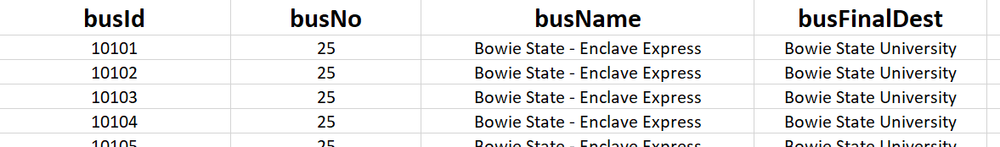 busId busNo busName busFinalDest
10101 25 Bowie State - Enclave Express Bowie State University
10102 25 Bowie State - Enclave Express Bowie State University
10103 25 Bowie State - Enclave Express Bowie State University
10104 25 Bowie State - Enclave Express Bowie State University
10105 25 Bowie State - Enclave Express Bowie State University